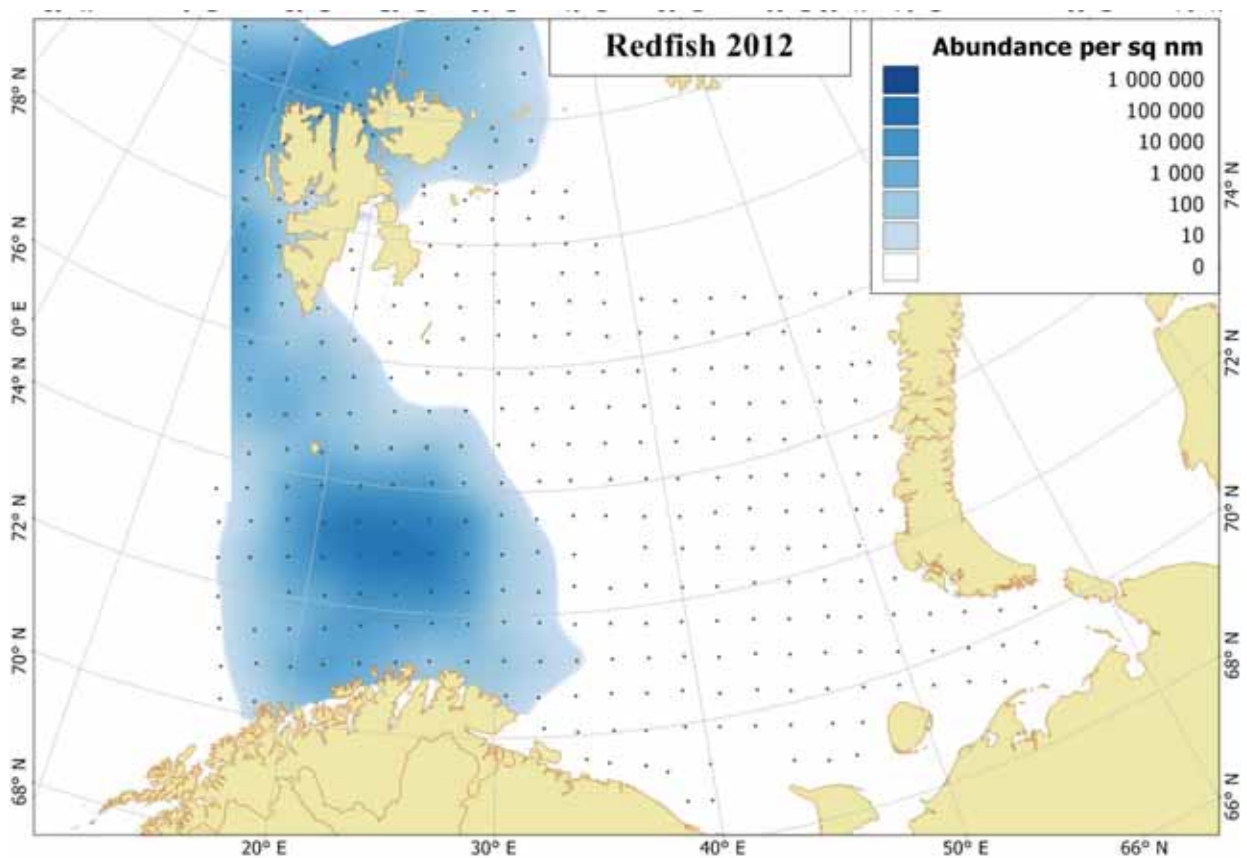 Redfish 2012
Abundance per sq nm
1 000 000
100 000
10 000
1 000
100
10
0
78° N
76° N
0° E
74° N
72° N
70° N
68° N
74° N
72° N
70° N
68° N
66° N
20° E
30° E
40° E
50° E
66° N